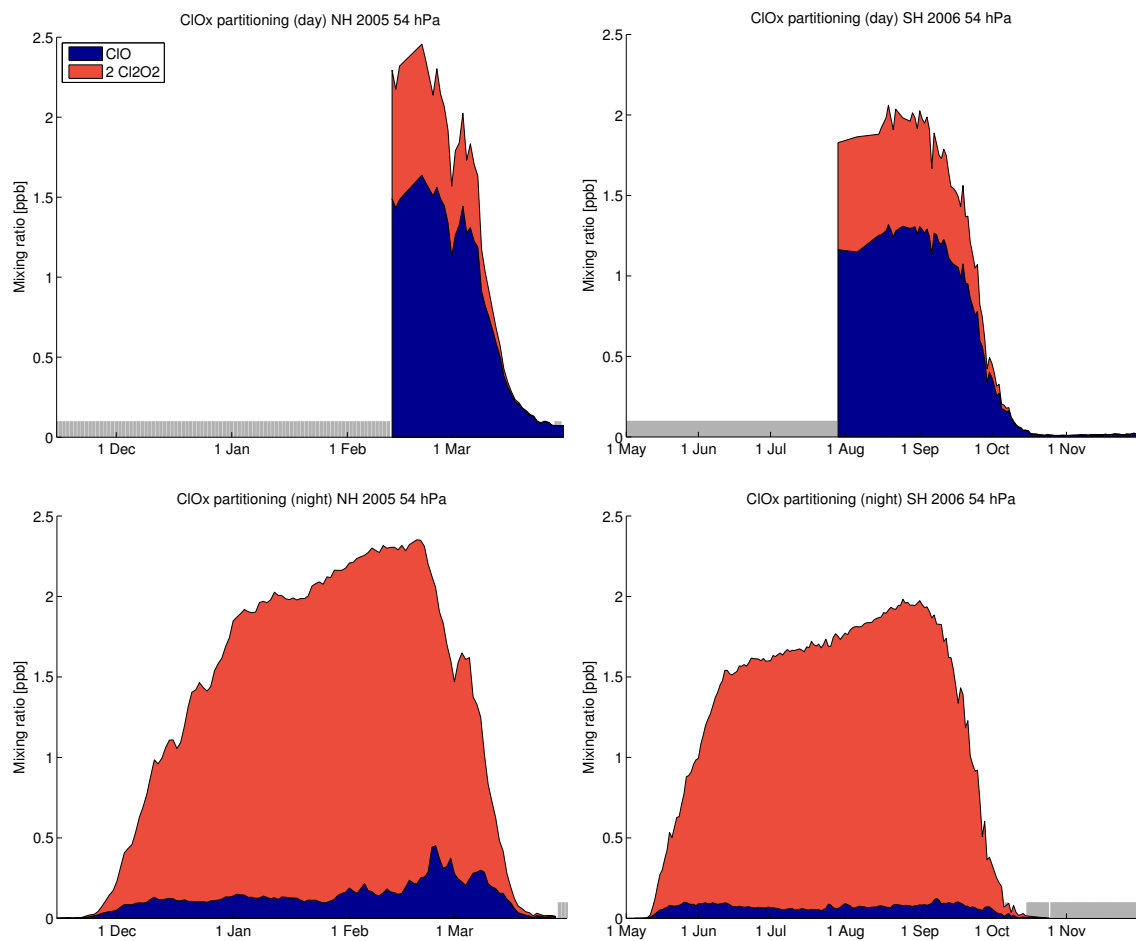 ClOx partitioning (day) NH 2005 54 hPa
2.5
2
1.5
1
0.5
0
Mixing ratio [ppb]
ClO
2 Cl2O2
1 Dec 1 Jan 1 Feb 1 Mar
ClOx partitioning (day) SH 2006 54 hPa
2.5
2
1.5
1
0.5
0
Mixing ratio [ppb]
1 May 1 Jun 1 Jul 1 Aug 1 Sep 1 Oct 1 Nov
ClOx partitioning (night) NH 2005 54 hPa
2.5
2
1.5
1
0.5
0
Mixing ratio [ppb]
1 Dec 1 Jan 1 Feb 1 Mar
ClOx partitioning (night) SH 2006 54 hPa
2.5
2
1.5
1
0.5
0
Mixing ratio [ppb]
1 May 1 Jun 1 Jul 1 Aug 1 Sep 1 Oct 1 Nov